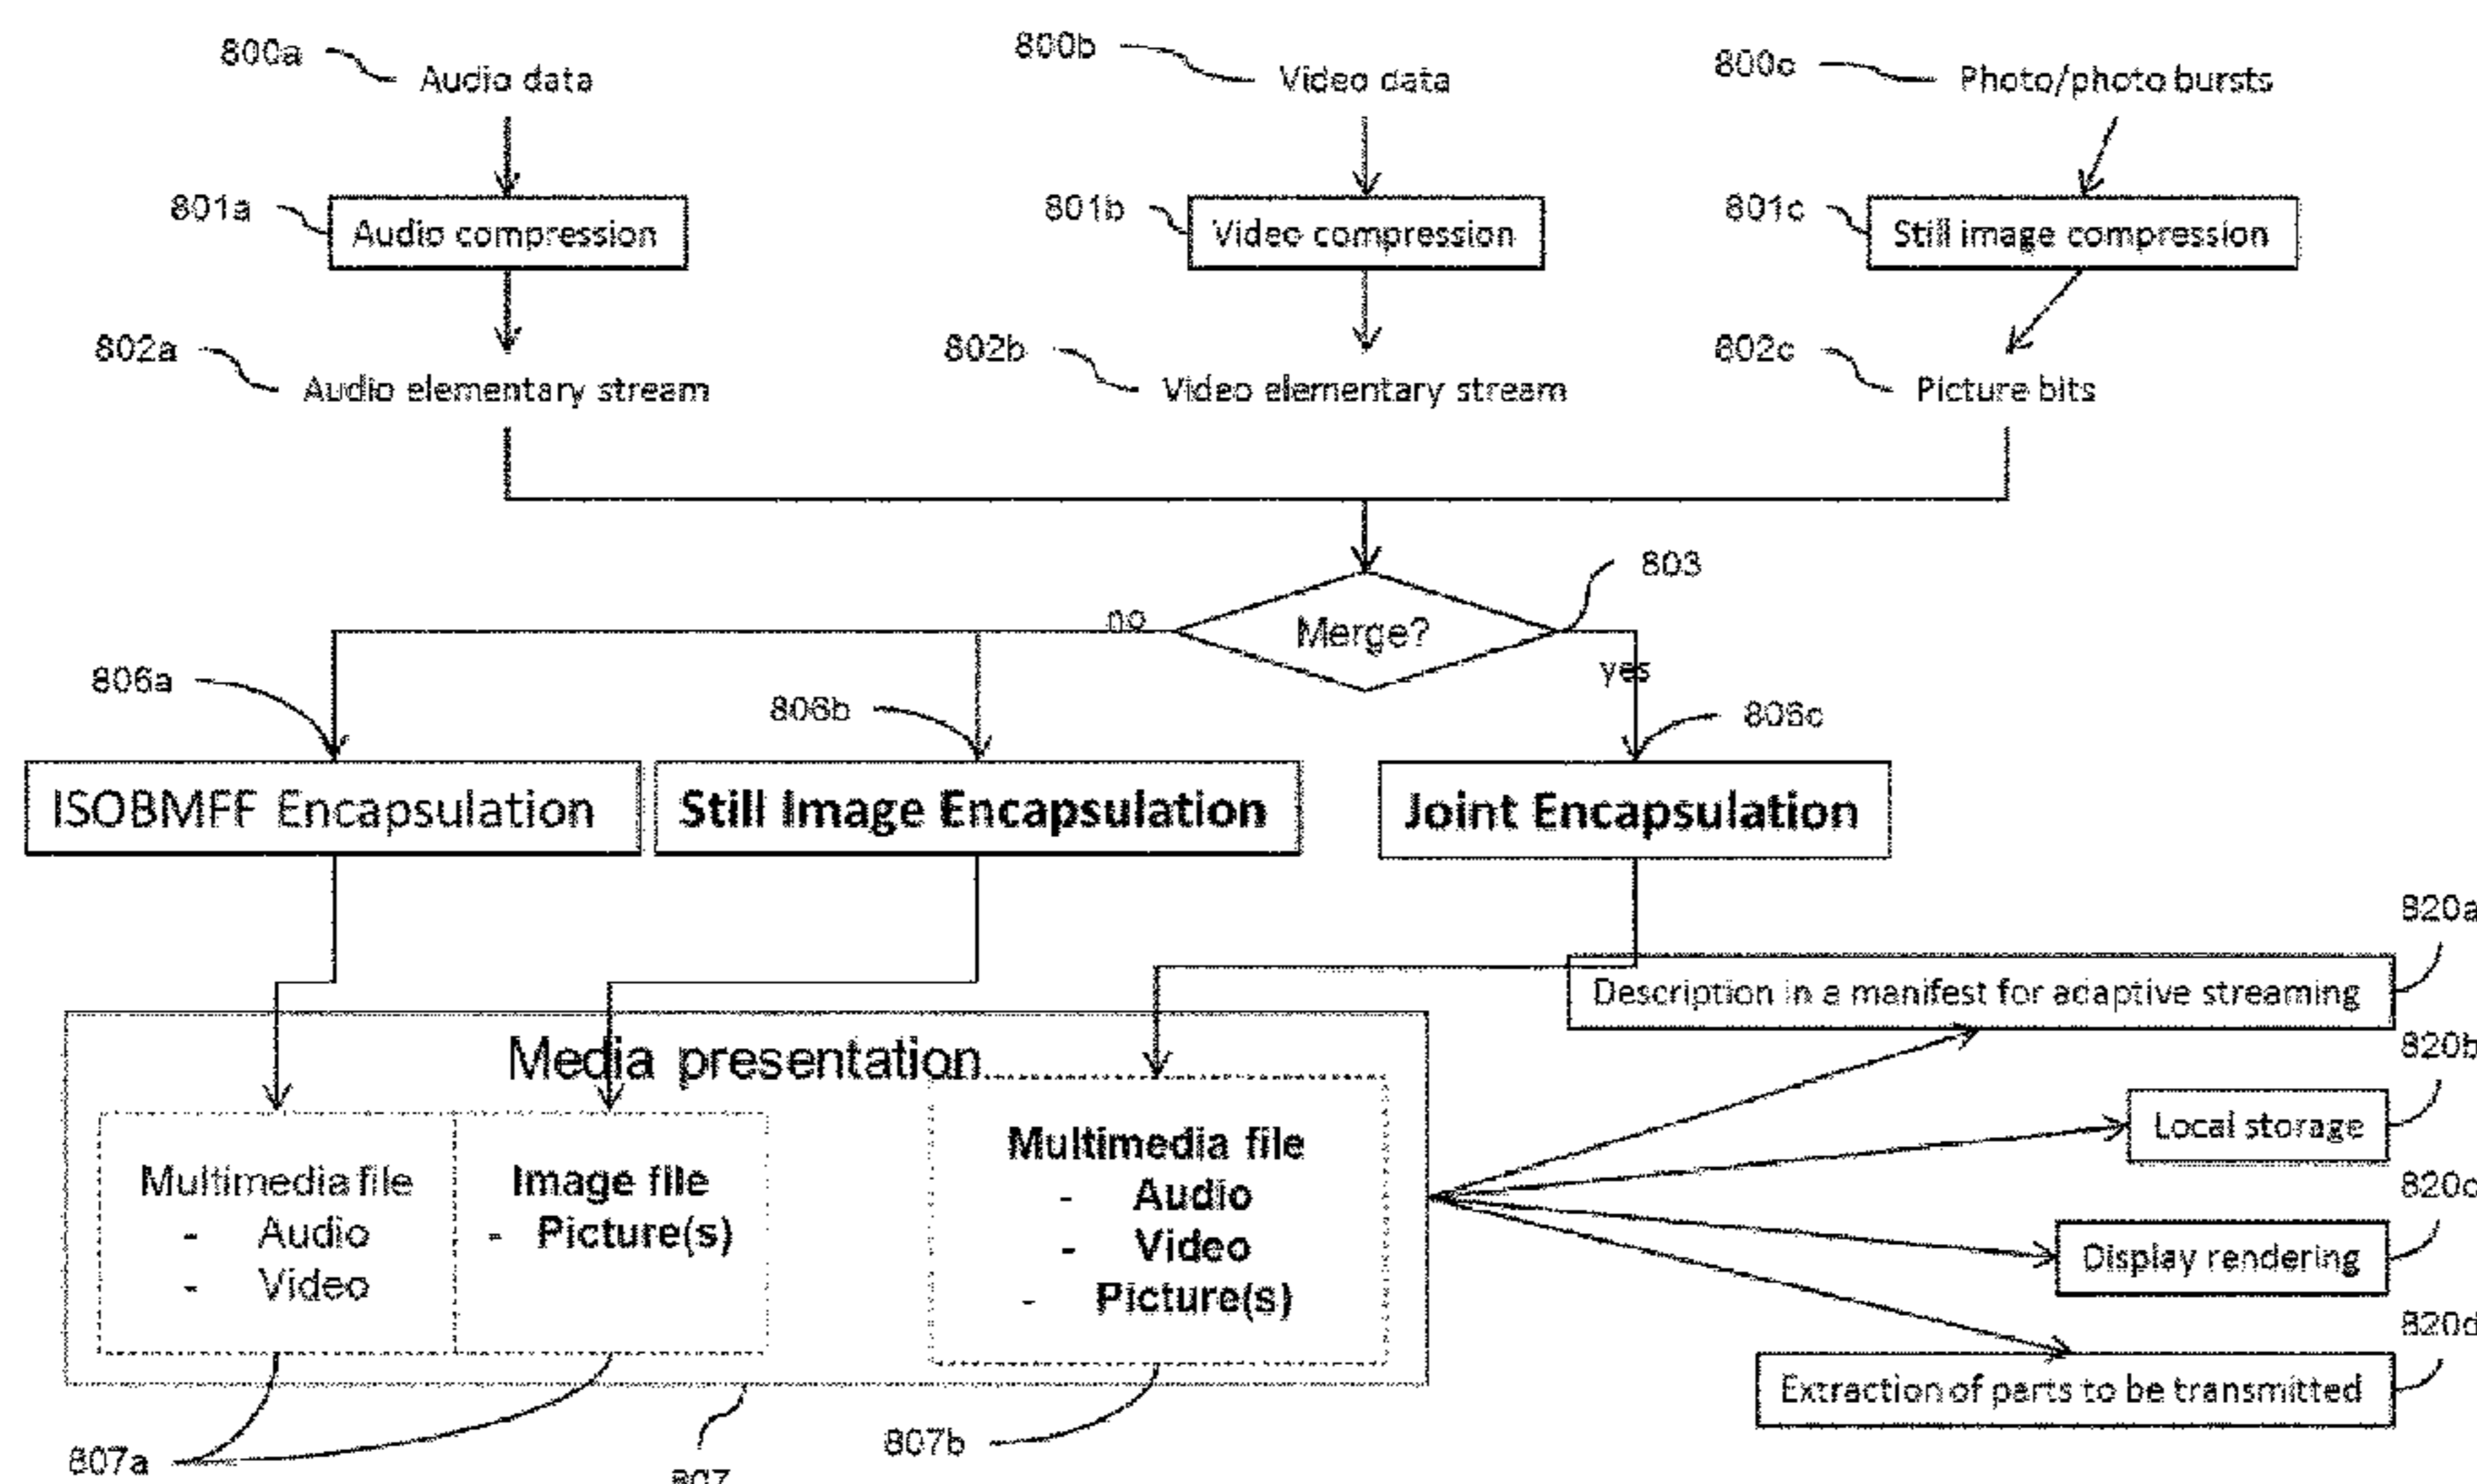 800a
Audio data
800b
Video data
800c
Photo/photo bursts
801a
Audio compression
801b
Video compression
801c
Still image compression
802a
Audio elementary stream
802b
Video elementary stream
802c
Picture bits
803
Merge?
no
yes
806a
806b
806c
ISOBMFF Encapsulation
Still Image Encapsulation
Joint Encapsulation
820a
Description in a manifest for adaptive streaming
820b
Local storage
820c
Display rendering
820d
Extraction of parts to be transmitted
Media presentation
Multimedia file
- Audio
- Video
Image file
- Picture(s)
Multimedia file
- Audio
- Video
- Picture(s)
807a
807
807b